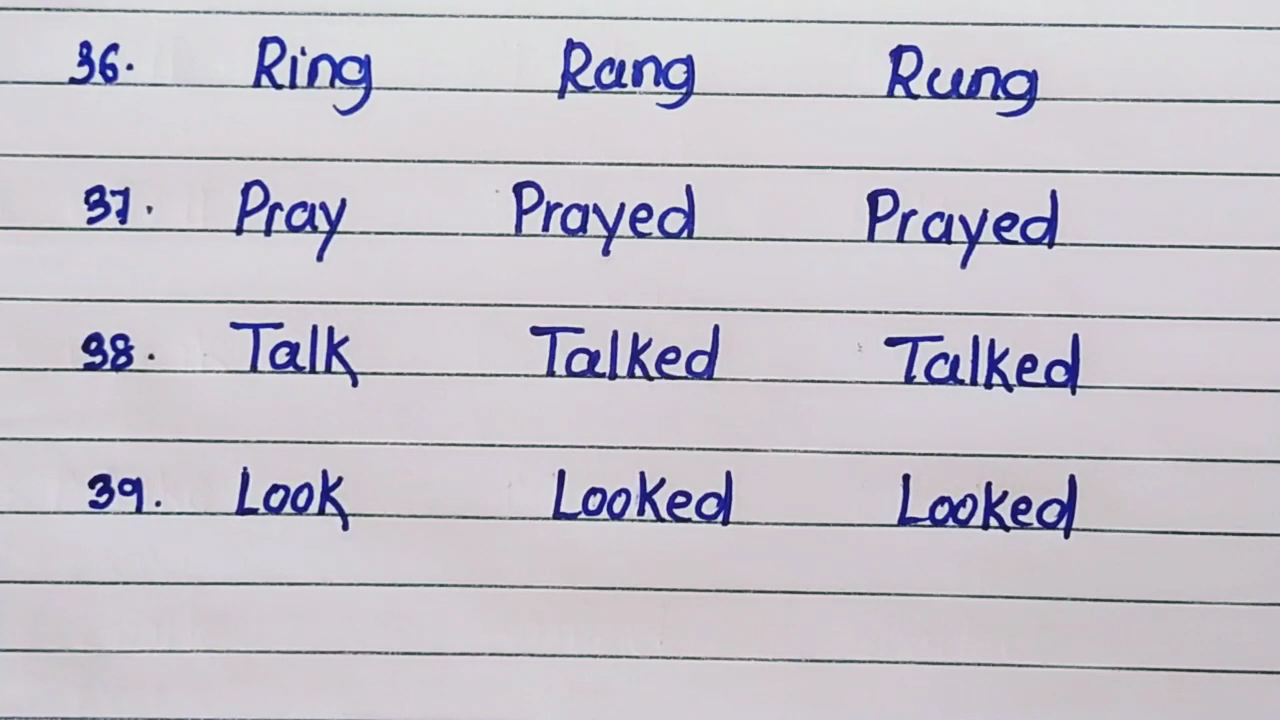 36. Ring Rang Rung
37. Pray Prayed Prayed
38. Talk Talked Talked
39. Look Looked Looked